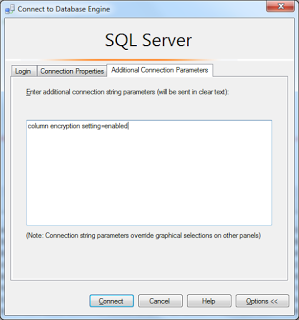 Connect to Database Engine
SQL Server
Login
Connection Properties
Additional Connection Parameters
Enter additional connection string parameters (will be sent in clear text):
column encryption setting=enabled
(Note: Connection string parameters override graphical selections on other panels)
Connect
Cancel
Help
Options <<